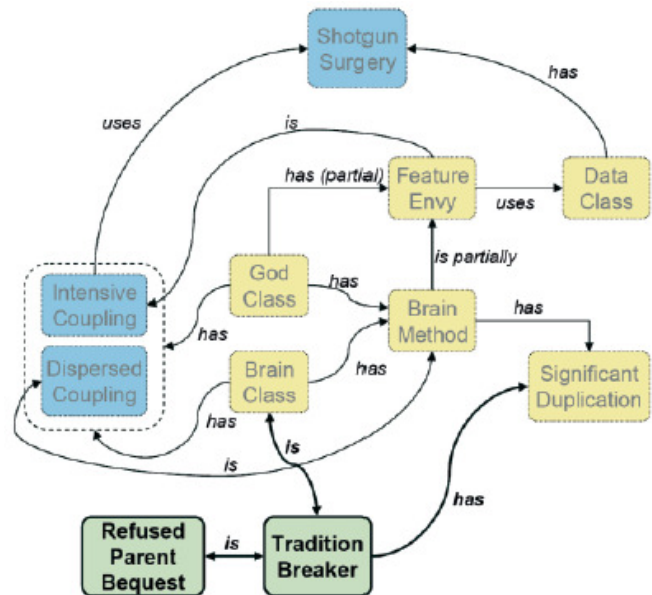 Shotgun
Surgery
has
uses
is
has (partial)
Feature
Envy
uses
Data
Class
is partially
God
Class
has
Intensive
Coupling
has
Brain
Method
has
Dispersed
Coupling
Brain
Class
has
Significant
Duplication
has
is
is
has
Refused
Parent
Bequest
is
Tradition
Breaker